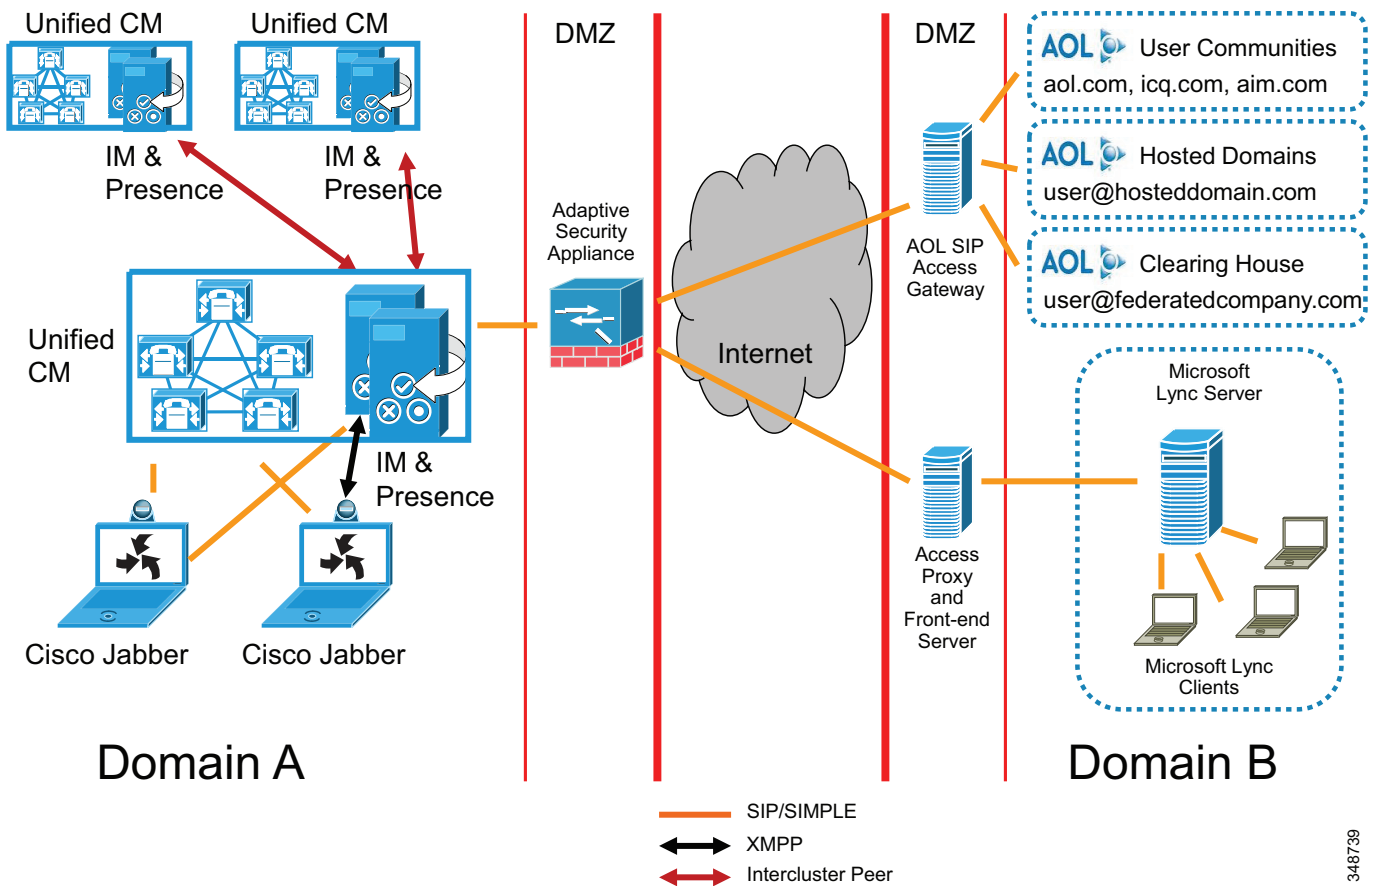 Unified CM
Unified CM
DMZ
DMZ
AOL User Communities
aol.com, icq.com, aim.com
IM &
Presence
IM &
Presence
AOL Hosted Domains
user@hosteddomain.com
Adaptive
Security
Appliance
AOL SIP
Access
Gateway
AOL Clearing House
user@federatedcompany.com
Unified
CM
Internet
Microsoft
Lync Server
IM &
Presence
Access
Proxy
and
Front-end
Server
Cisco Jabber
Cisco Jabber
Microsoft Lync
Clients
Domain A
Domain B
SIP/SIMPLE
XMPP
Intercluster Peer
348739